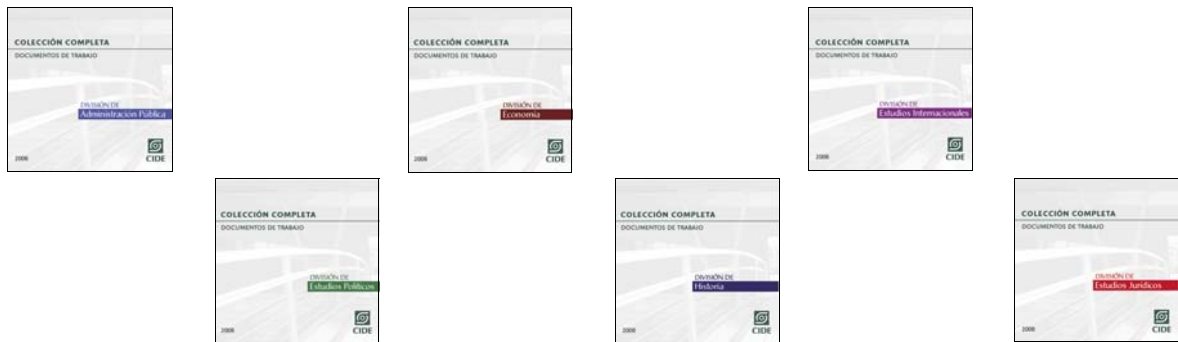 COLECCIÓN COMPLETA
DOCUMENTOS DE TRABAJO
DIVISIÓN DE
Administración Pública
2008
CIDE
COLECCIÓN COMPLETA
DOCUMENTOS DE TRABAJO
DIVISIÓN DE
Economía
2008
CIDE
COLECCIÓN COMPLETA
DOCUMENTOS DE TRABAJO
DIVISIÓN DE
Estudios Internacionales
2008
CIDE
COLECCIÓN COMPLETA
DOCUMENTOS DE TRABAJO
DIVISIÓN DE
Estudios Políticos
2008
CIDE
COLECCIÓN COMPLETA
DOCUMENTOS DE TRABAJO
DIVISIÓN DE
Historia
2008
CIDE
COLECCIÓN COMPLETA
DOCUMENTOS DE TRABAJO
DIVISIÓN DE
Estudios Jurídicos
2008
CIDE